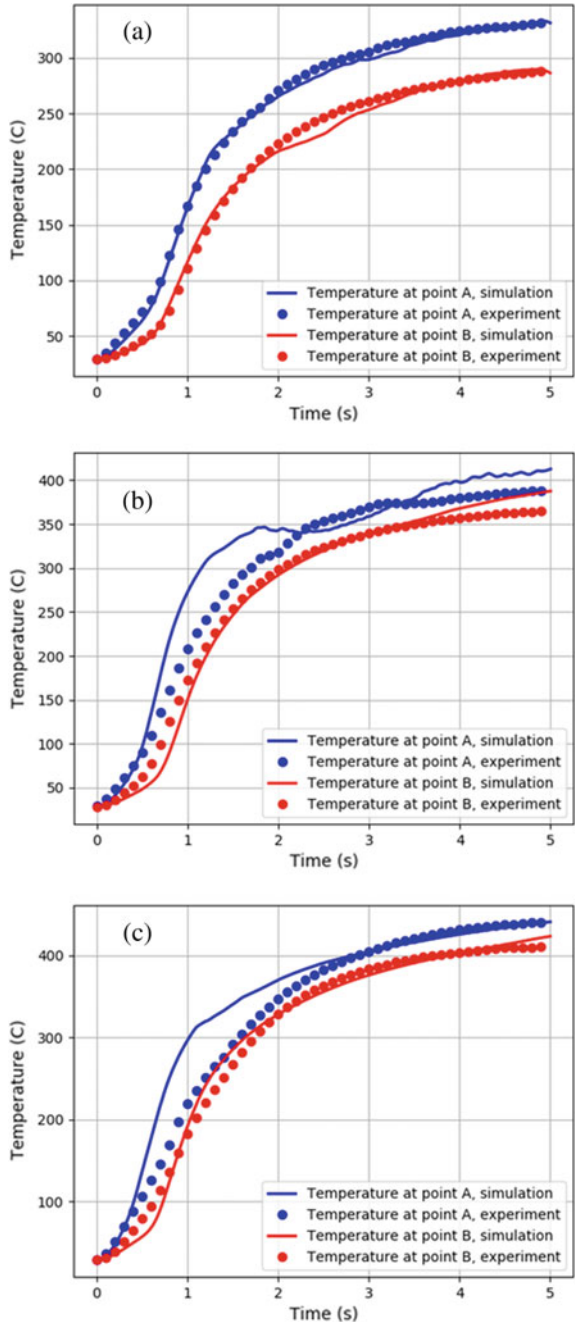 (a)
300
250
200
150
100
50
Temperature (C)
Temperature at point A, simulation
Temperature at point A, experiment
Temperature at point B, simulation
Temperature at point B, experiment
0 1 2 3 4 5
Time (s)
(b)
400
350
300
250
200
150
100
50
Temperature (C)
Temperature at point A, simulation
Temperature at point A, experiment
Temperature at point B, simulation
Temperature at point B, experiment
0 1 2 3 4 5
Time (s)
(c)
400
300
200
100
Temperature (C)
Temperature at point A, simulation
Temperature at point A, experiment
Temperature at point B, simulation
Temperature at point B, experiment
0 1 2 3 4 5
Time (s)